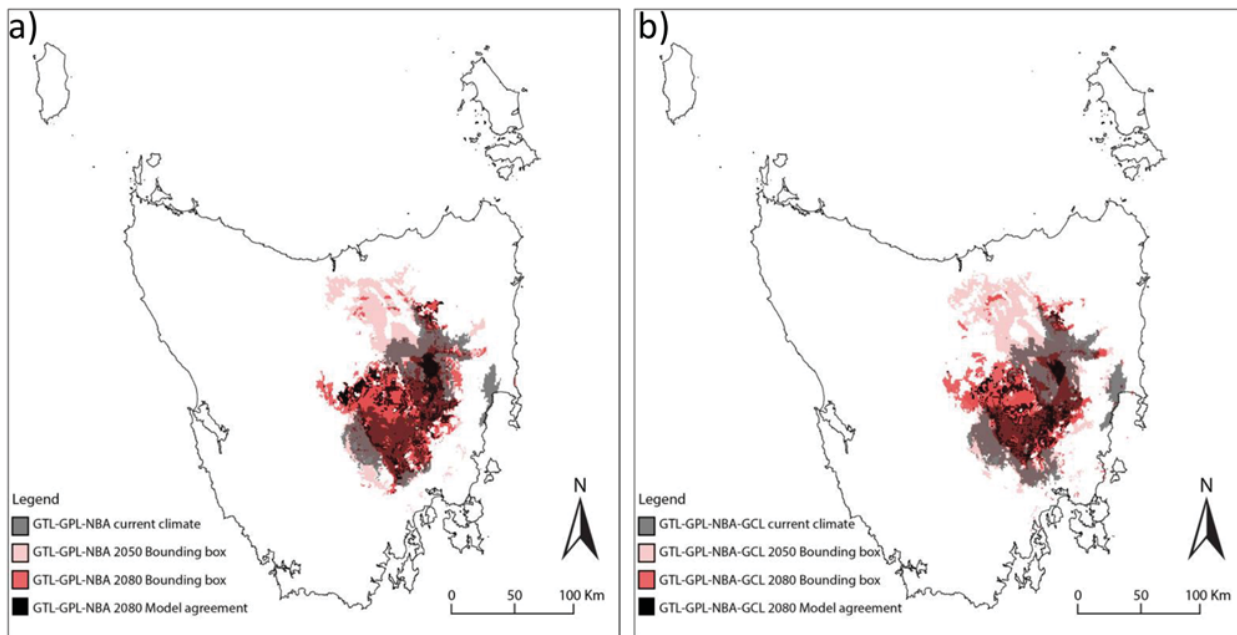 a)
N
Legend
GTL-GPL-NBA current climate
GTL-GPL-NBA 2050 Bounding box
GTL-GPL-NBA 2080 Bounding box
GTL-GPL-NBA 2080 Model agreement
0 50 100 Km
b)
N
Legend
GTL-GPL-NBA-GCL current climate
GTL-GPL-NBA-GCL 2050 Bounding box
GTL-GPL-NBA-GCL 2080 Bounding box
GTL-GPL-NBA-GCL 2080 Model agreement
0 50 100 Km